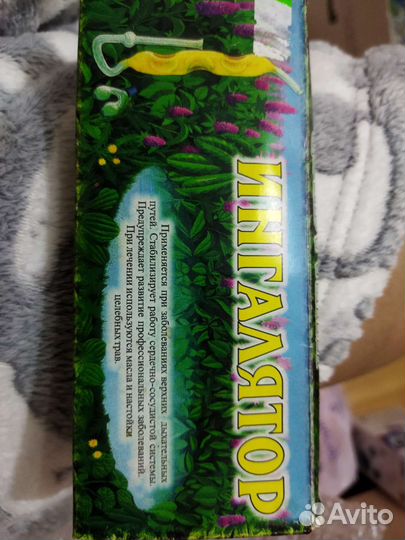 ИНГАЛЯТОР
Применяется при заболеваниях верхних дыхательных
путей. Стабилизирует работу сердечно-сосудистой системы.
Предупреждает развитие профессиональных заболеваний.
При лечении используются масла и настойки
целебных трав.
Avito